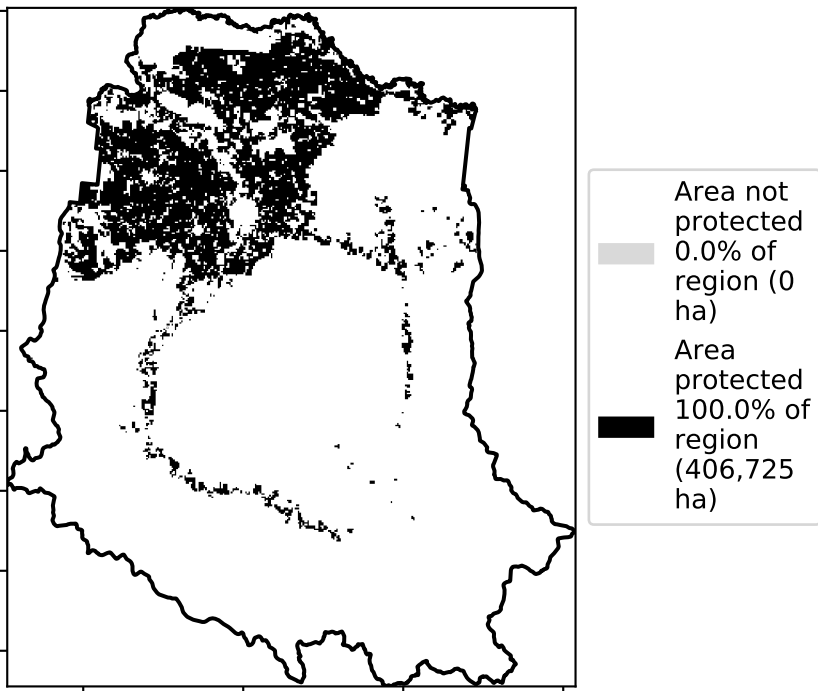 Area not
protected
0.0% of
region (0
ha)
Area
protected
100.0% of
region
(406,725
ha)